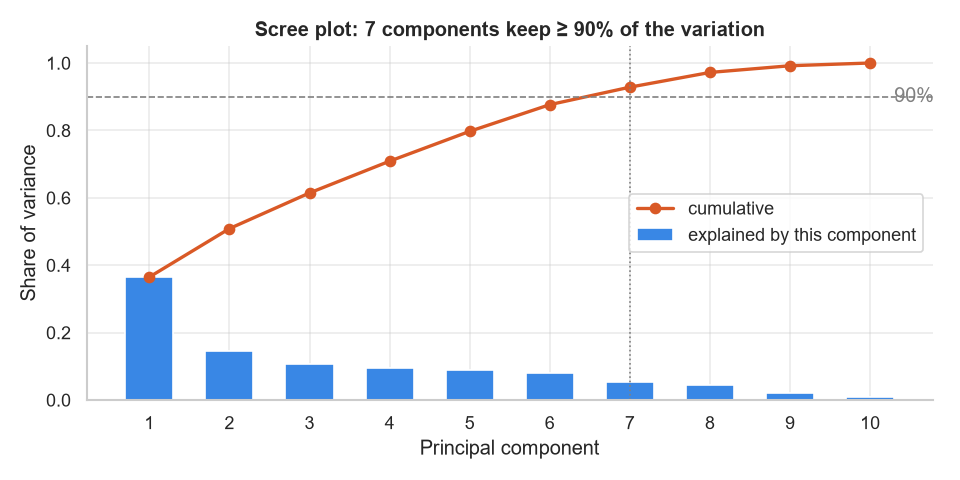 Scree plot: 7 components keep ≥ 90% of the variation
Share of variance
1.0
0.8
0.6
0.4
0.2
0.0
90%
cumulative
explained by this component
1 2 3 4 5 6 7 8 9 10
Principal component